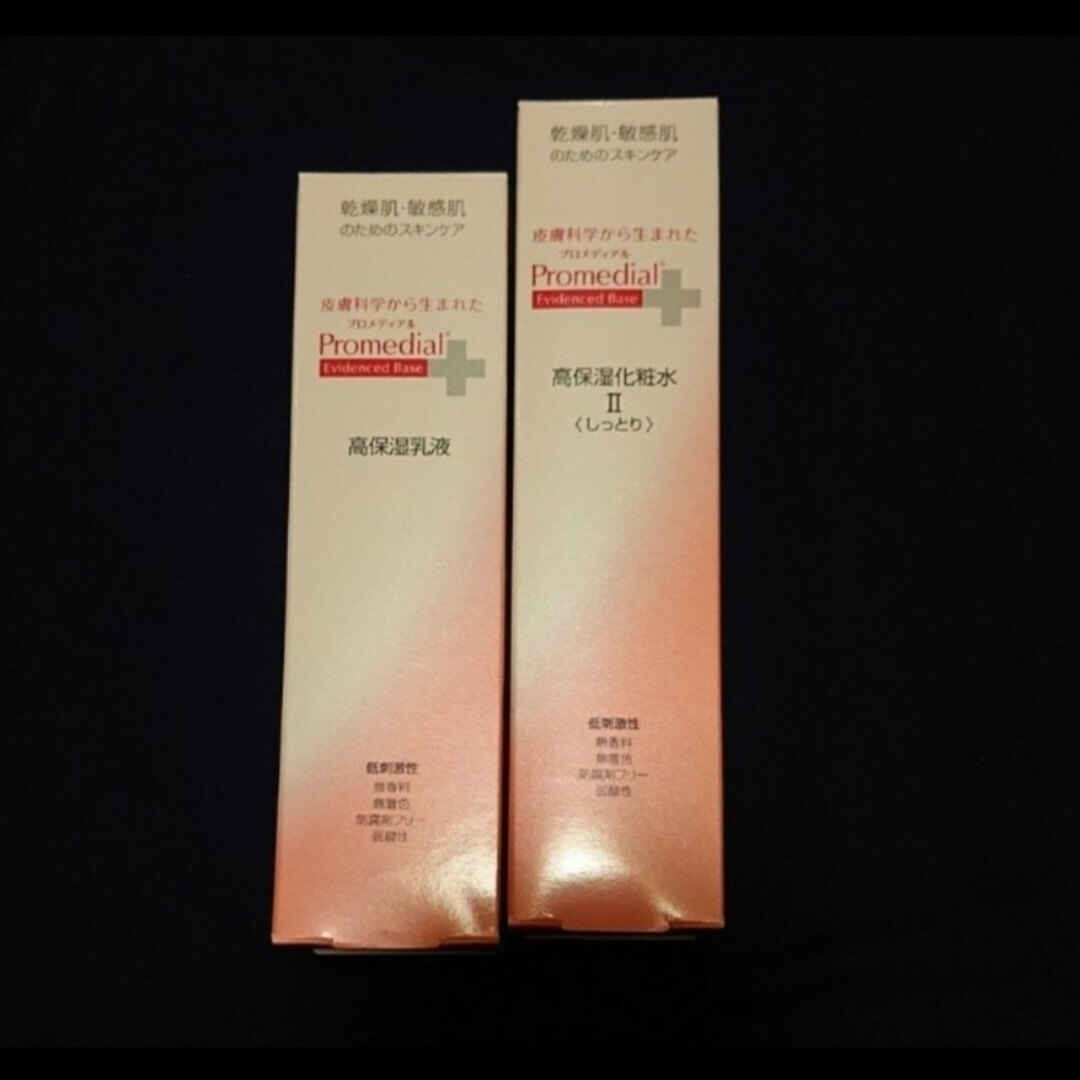 乾燥肌・敏感肌
のためのスキンケア
皮膚科学から生まれた
プロメディアル
Promedial®
Evidenced Base
高保湿乳液
低刺激性
無香料
無着色
防腐剤フリー
弱酸性
乾燥肌・敏感肌
のためのスキンケア
皮膚科学から生まれた
プロメディアル
Promedial®
Evidenced Base
高保湿化粧水
Ⅱ
〈しっとり〉
低刺激性
無香料
無着色
防腐剤フリー
弱酸性